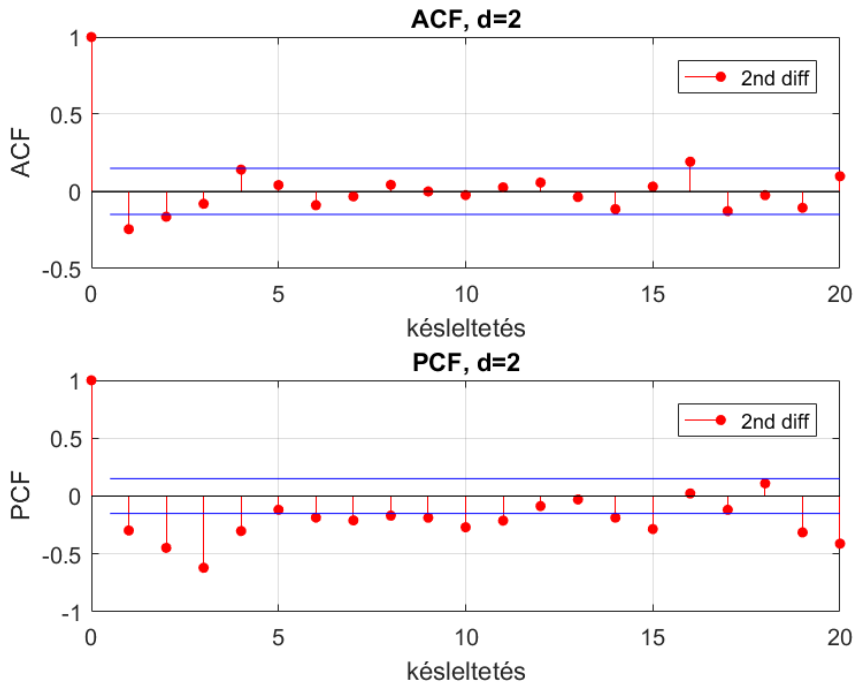 ACF, d=2
1
0.5
0
-0.5
ACF
2nd diff
0 5 10 15 20
késleltetés
PCF, d=2
1
0.5
0
-0.5
-1
PCF
2nd diff
0 5 10 15 20
késleltetés